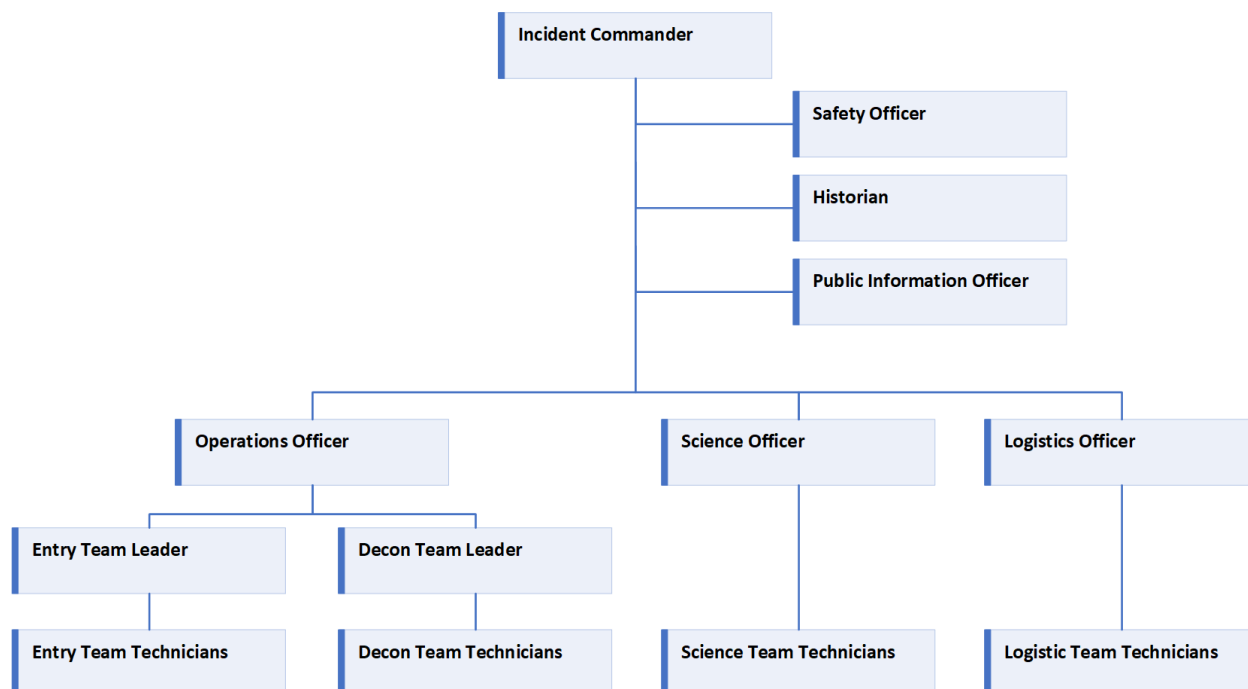 Incident Commander
Safety Officer
Historian
Public Information Officer
Operations Officer
Science Officer
Logistics Officer
Entry Team Leader
Decon Team Leader
Entry Team Technicians
Decon Team Technicians
Science Team Technicians
Logistic Team Technicians